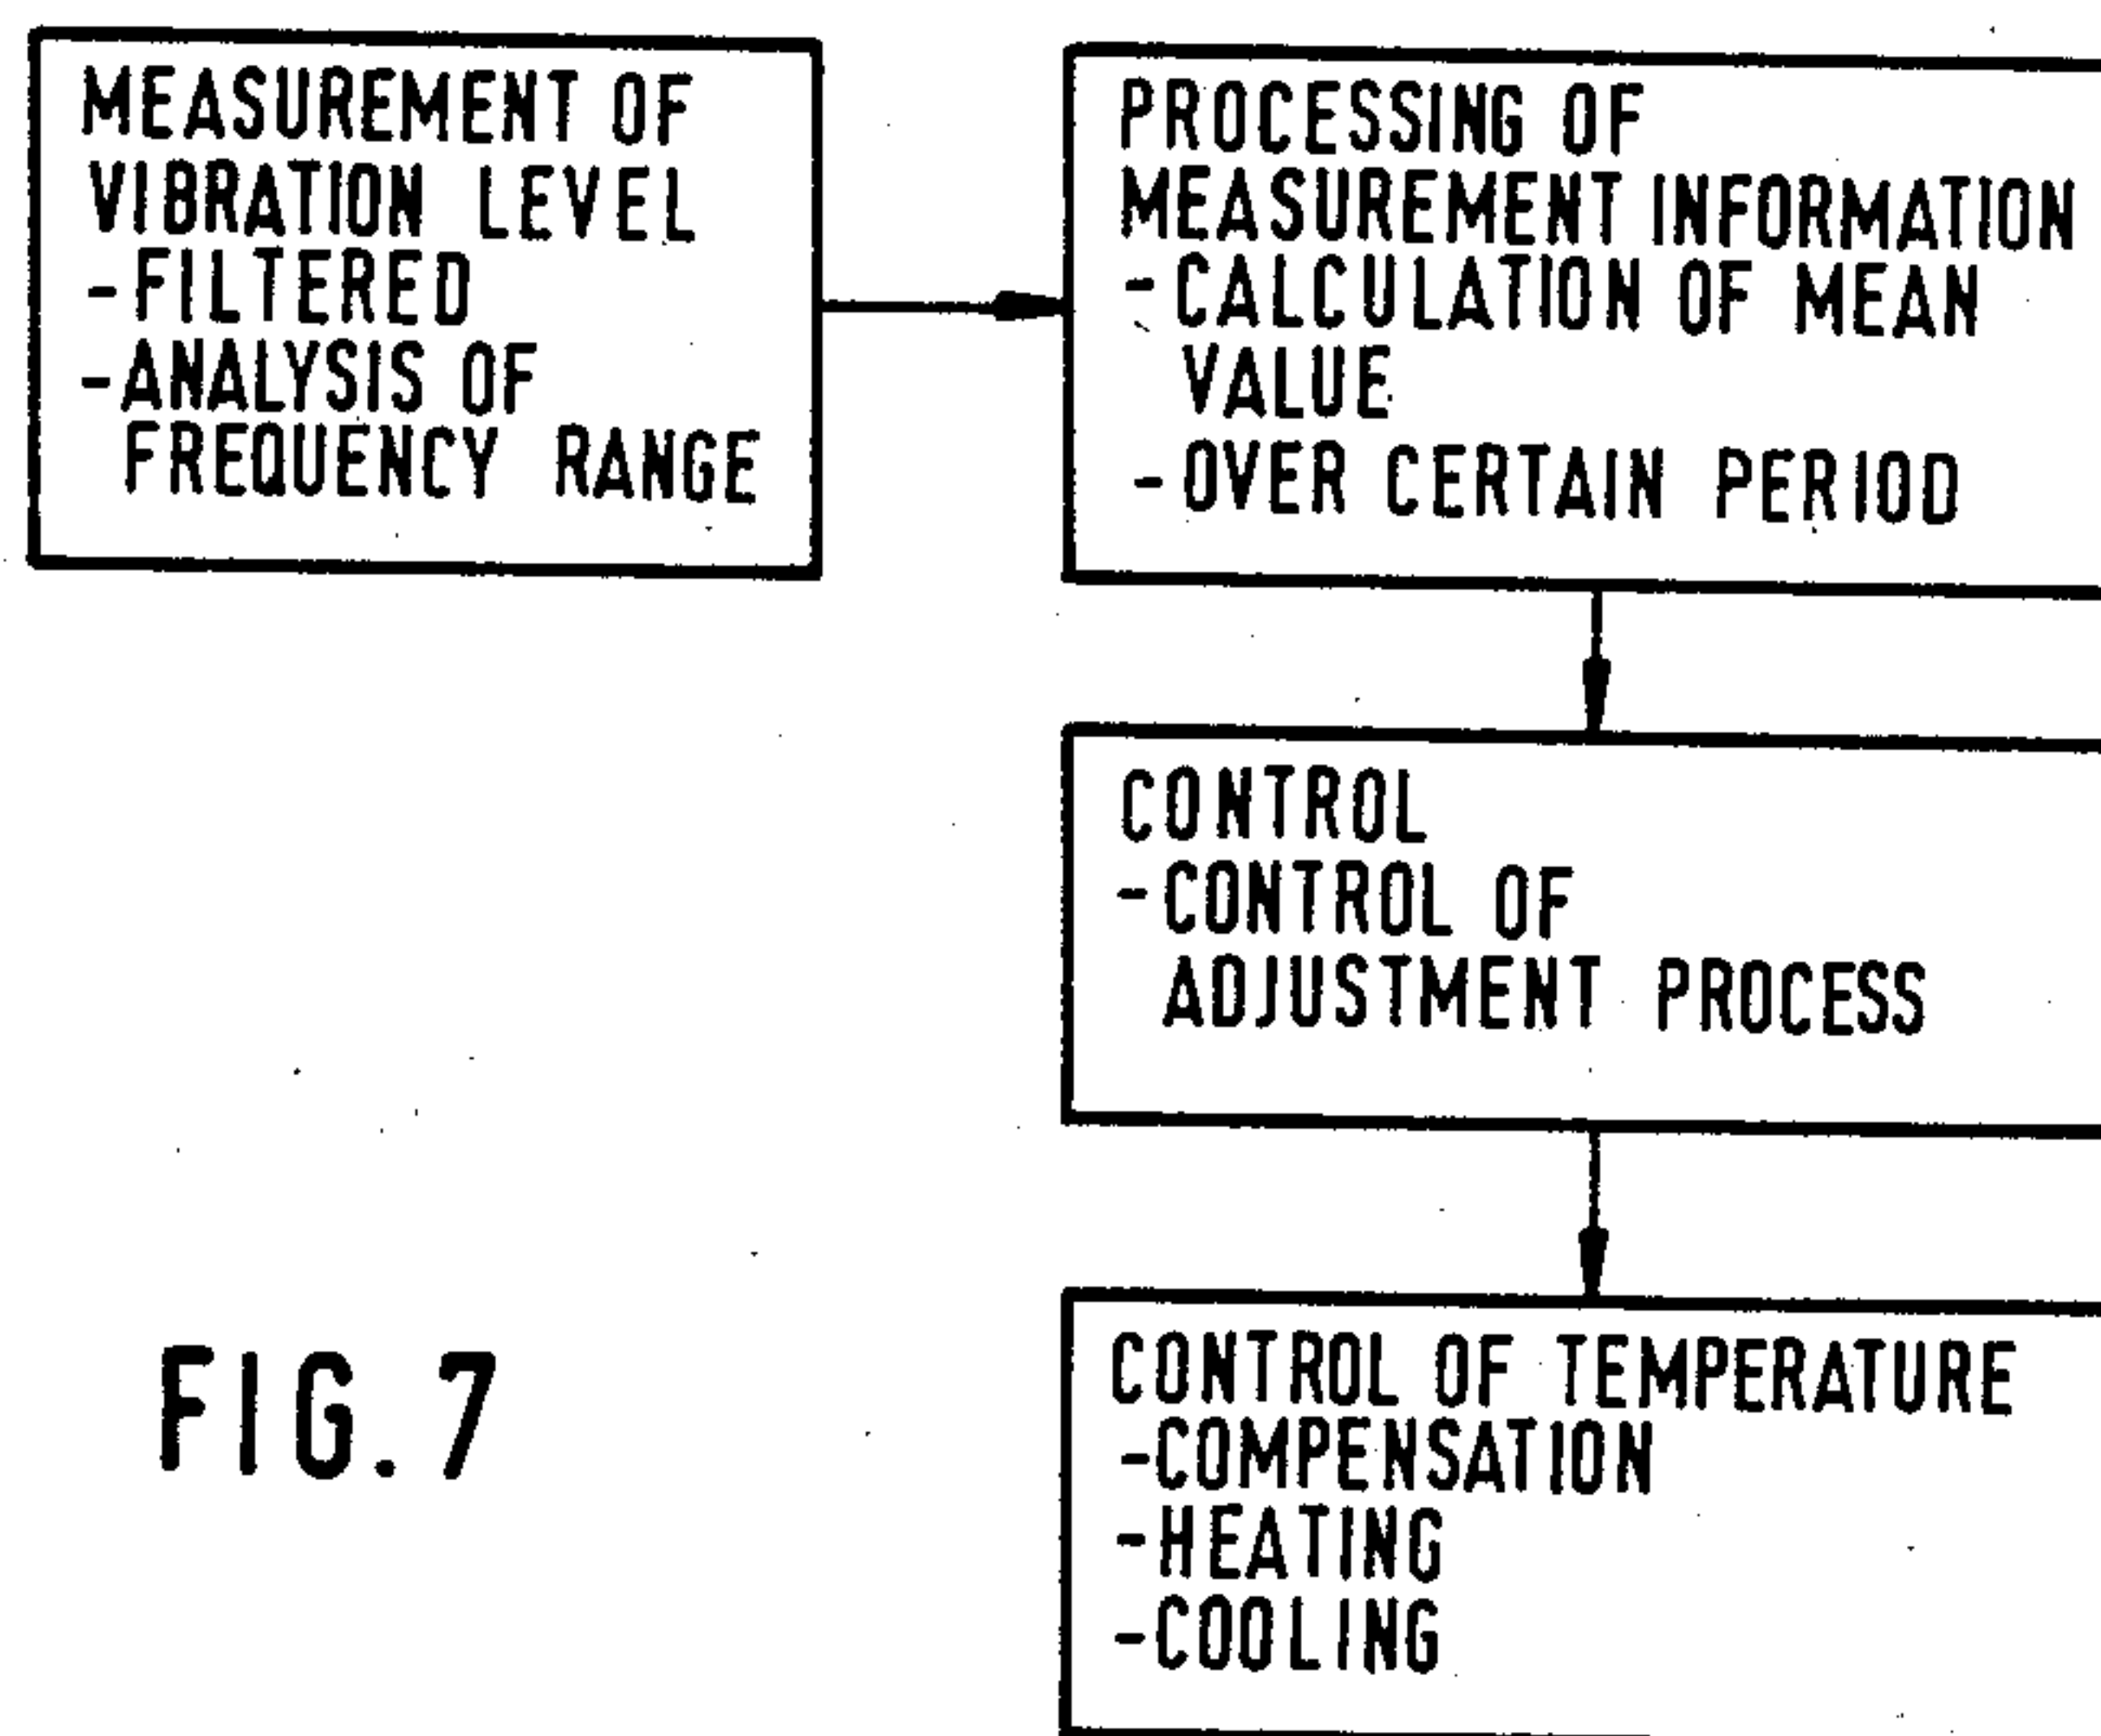 MEASUREMENT OF
VIBRATION LEVEL
-FILTERED
-ANALYSIS OF
FREQUENCY RANGE
PROCESSING OF
MEASUREMENT INFORMATION
-CALCULATION OF MEAN
VALUE
-OVER CERTAIN PERIOD
CONTROL
-CONTROL OF
ADJUSTMENT PROCESS
CONTROL OF TEMPERATURE
-COMPENSATION
-HEATING
-COOLING
FIG.7